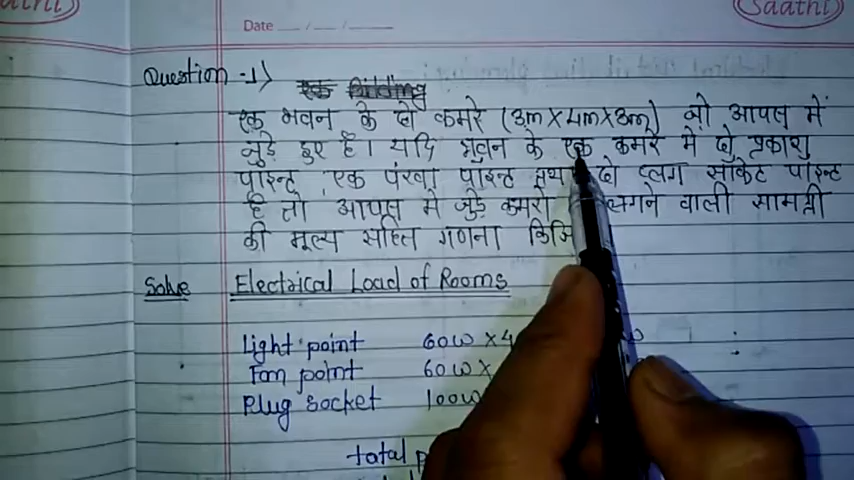 Saathi
Date
Question -1)
एक भवन के दो कमरे (3m×4m×3m) जो आपस में
जुड़े हुए है। यदि भवन के एक कमरे मे दो प्रकाश
पाइन्ट, एक पंखा पाइन्ट तथा दो प्लग सॉकेट पाइन्ट
है तो आपस में जुड़े कमरों लगने वाली सामग्री
की मूल्य सहित गणना
Solve Electrical Load of Rooms
Light point 60W ×4
Fan point 60W ×
Plug Socket 100W
total